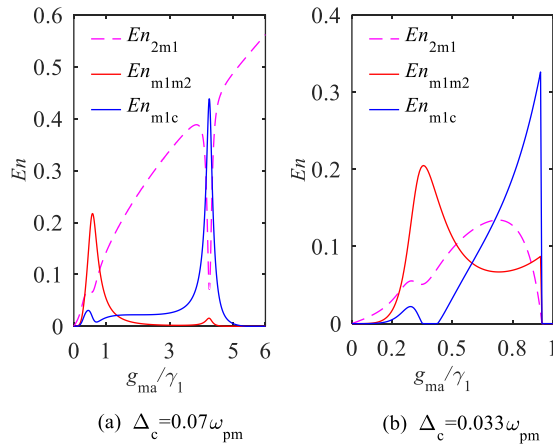 0.6
0.5
0.4
0.3
0.2
0.1
0
En
En2m1
Enm1m2
Enm1c
0 1 3 4 5 6
gma/γ1
(a) Δc=0.07ωpm
0.4
0.3
0.2
0.1
0
En2m1
Enm1m2
Enm1c
0 0.2 0.5 0.8 1
gma/γ1
(b) Δc=0.033ωpm